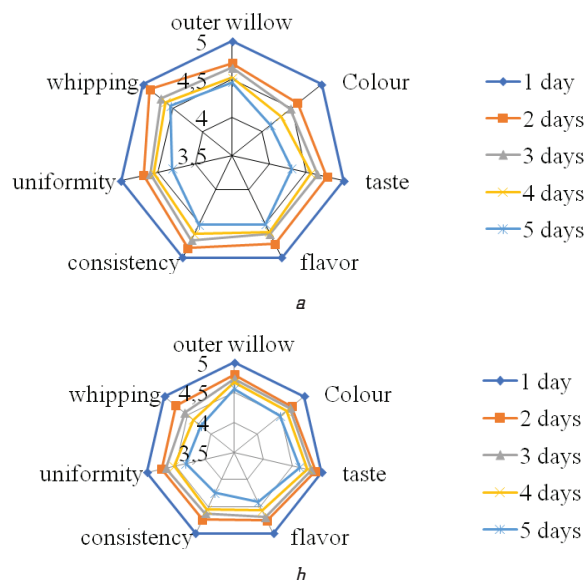 outer willow
5
whipping
4,5
Colour
4
uniformity
3,5
taste
consistency
flavor
1 day
2 days
3 days
4 days
5 days
a
outer willow
5
whipping
4,5
Colour
4
uniformity
3,5
taste
consistency
flavor
1 day
2 days
3 days
4 days
5 days